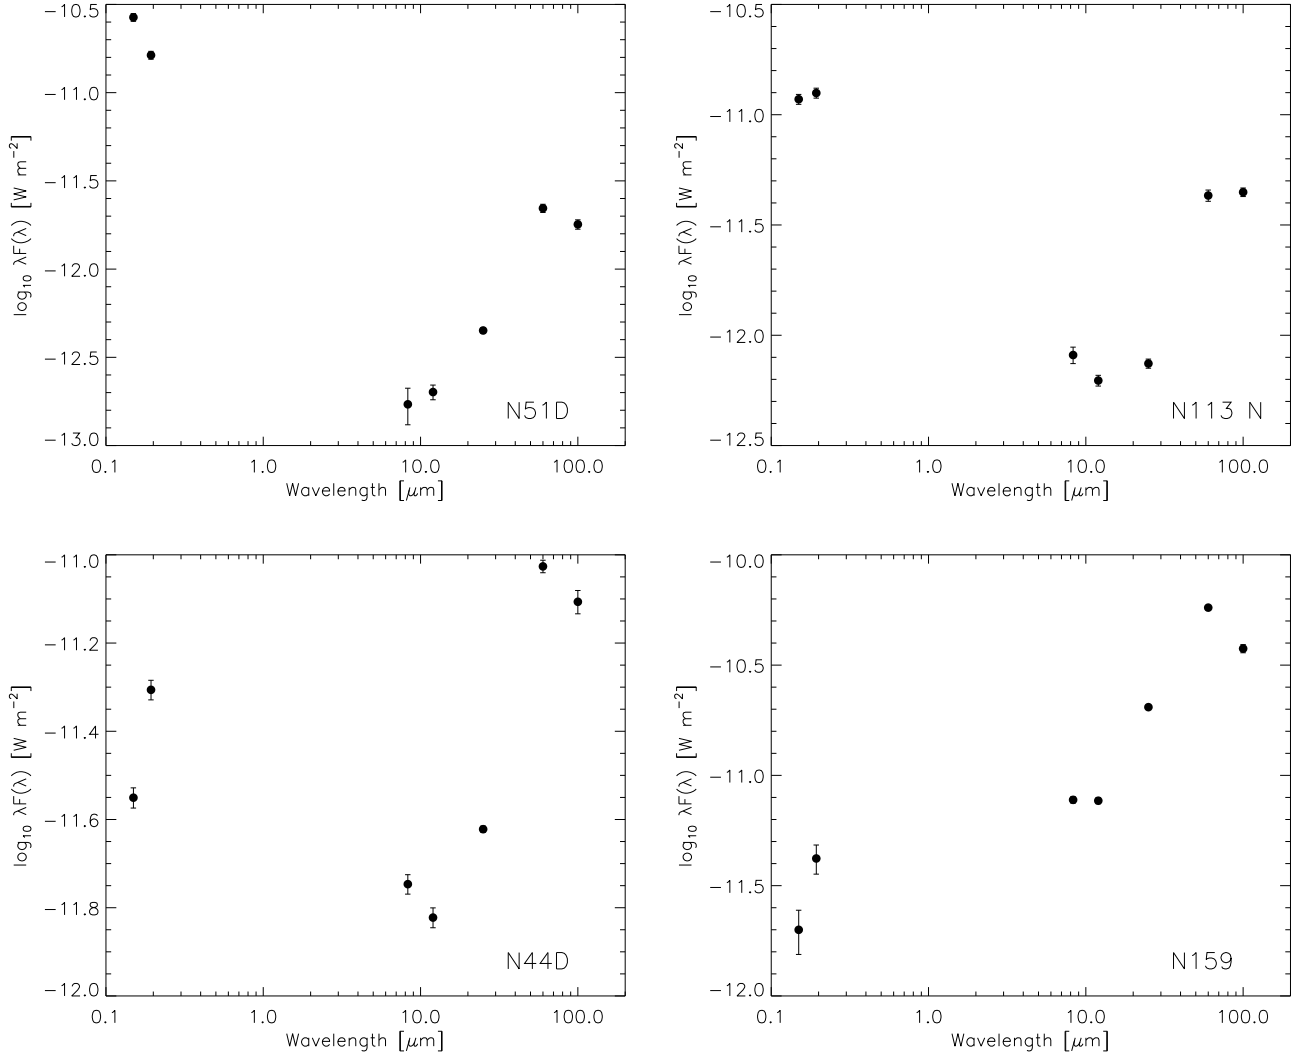 −10.5
−11.0
−11.5
−12.0
−12.5
−13.0
log₁₀ λF(λ) [W m⁻²]
0.1 1.0 10.0 100.0
Wavelength [μm]
N51D
−10.5
−11.0
−11.5
−12.0
−12.5
log₁₀ λF(λ) [W m⁻²]
0.1 1.0 10.0 100.0
Wavelength [μm]
N113 N
−11.0
−11.2
−11.4
−11.6
−11.8
−12.0
log₁₀ λF(λ) [W m⁻²]
0.1 1.0 10.0 100.0
Wavelength [μm]
N44D
−10.0
−10.5
−11.0
−11.5
−12.0
log₁₀ λF(λ) [W m⁻²]
0.1 1.0 10.0 100.0
Wavelength [μm]
N159